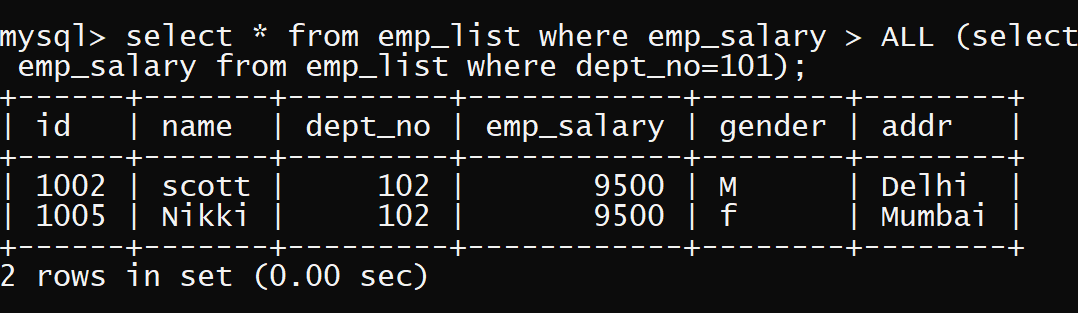 mysql> select * from emp_list where emp_salary > ALL (select
 emp_salary from emp_list where dept_no=101);
+------+-------+---------+------------+--------+--------+
| id   | name  | dept_no | emp_salary | gender | addr   |
+------+-------+---------+------------+--------+--------+
| 1002 | scott |     102 |       9500 | M      | Delhi  |
| 1005 | Nikki |     102 |       9500 | f      | Mumbai |
+------+-------+---------+------------+--------+--------+
2 rows in set (0.00 sec)